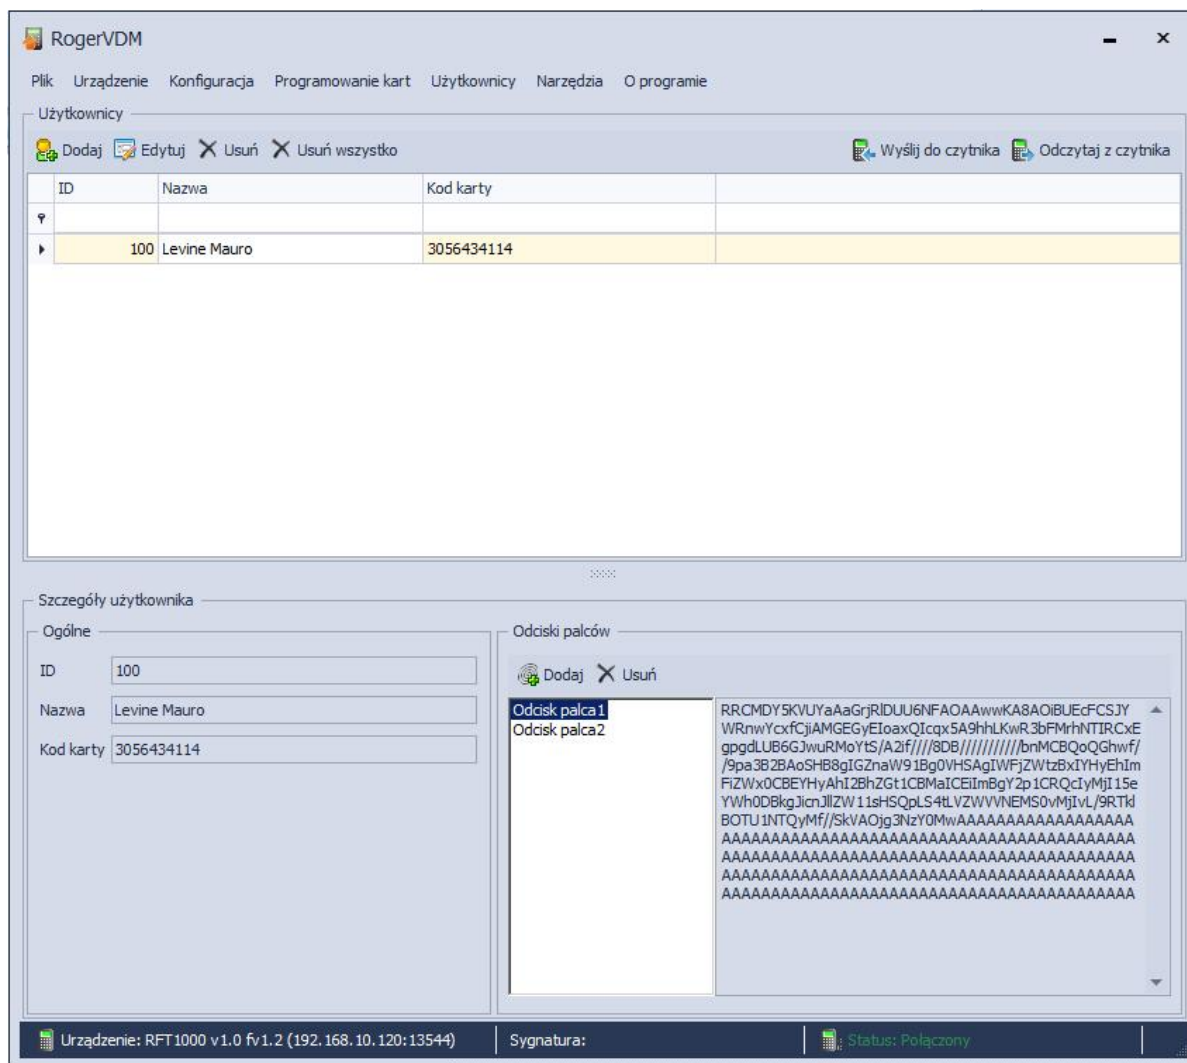 RogerVDM
Plik Urządzenie Konfiguracja Programowanie kart Użytkownicy Narzędzia O programie
Użytkownicy
Dodaj Edytuj Usuń Usuń wszystko Wyślij do czytnika Odczytaj z czytnika
ID Nazwa Kod karty
100 Levine Mauro 3056434114
Szczegóły użytkownika
Ogólne
ID 100
Nazwa Levine Mauro
Kod karty 3056434114
Odciski palców
Dodaj Usuń
Odcisk palca1
Odcisk palca2
RRCMDY5KVUYaAaGrjRlDUU6NFAOAAwwKA8AOiBUEcFCSJY
WRnwYcxfCjiAMGEGyEIoaxQIcqx5A9hhLKwR3bFMrhNTIRCxE
gpgdLUB6GJwuRMoYtS/A2if////8DB///////////bnMCBQoQGhwf/
/9pa3B2BAoSHB8gIGZnaW91Bg0VHSAgIWFjZWtzBxIYHyEhIm
FiZWx0CBEYHyAhI2BhZGt1CBMaICEiImBgY2p1CRQcIyMjI15e
YWh0DBkgJicnJllZW11sHSQpLS4tLVZWVVNEMS0vMjIvL/9RTkl
BOTU1NTQyMf//SkVAOjg3NzY0MwAAAAAAAAAAAAAAAAAA
AAAAAAAAAAAAAAAAAAAAAAAAAAAAAAAAAAAAAAAAAA
AAAAAAAAAAAAAAAAAAAAAAAAAAAAAAAAAAAAAAAAAA
AAAAAAAAAAAAAAAAAAAAAAAAAAAAAAAAAAAAAAAAAA
AAAAAAAAAAAAAAAAAAAAAAAAAAAAAAAAAAAAAAAAAA
Urządzenie: RFT1000 v1.0 fv1.2 (192.168.10.120:13544) Sygnatura: Status: Połączony